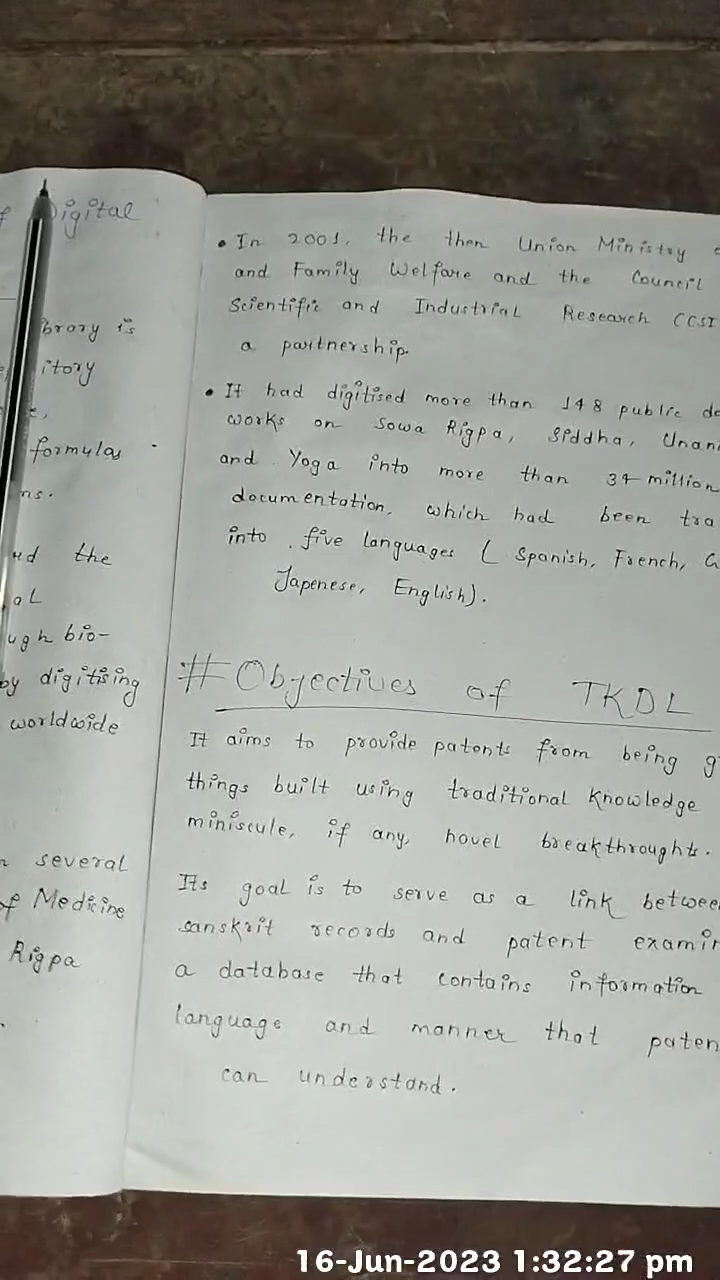 Digital
brary is
itory
formulas
ns.
the
al
ugh bio-
by digitising
worldwide
several
of Medicine
Rigpa
• In 2001, the then Union Ministry
and Family Welfare and the Council
Scientific and Industrial Research (CSI
a partnership.
• It had digitised more than 148 public do
works on Sowa Rigpa, Siddha, Unani
and Yoga into more than 34 million
documentation, which had been tra
into five languages ( Spanish, French, G
Japenese, English).
# Objectives of TKDL
It aims to provide patents from being g
things built using traditional knowledge
miniscule, if any, novel breakthroughts.
Its goal is to serve as a link between
sanskrit records and patent examin
a database that contains information
language and manner that paten
can understand.
16-Jun-2023 1:32:27 pm